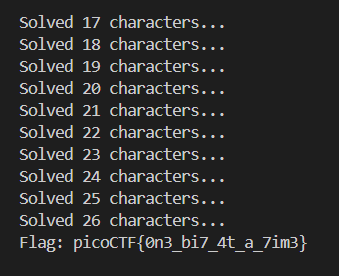 Solved 17 characters...
Solved 18 characters...
Solved 19 characters...
Solved 20 characters...
Solved 21 characters...
Solved 22 characters...
Solved 23 characters...
Solved 24 characters...
Solved 25 characters...
Solved 26 characters...
Flag: picoCTF{0n3_bi7_4t_a_7im3}